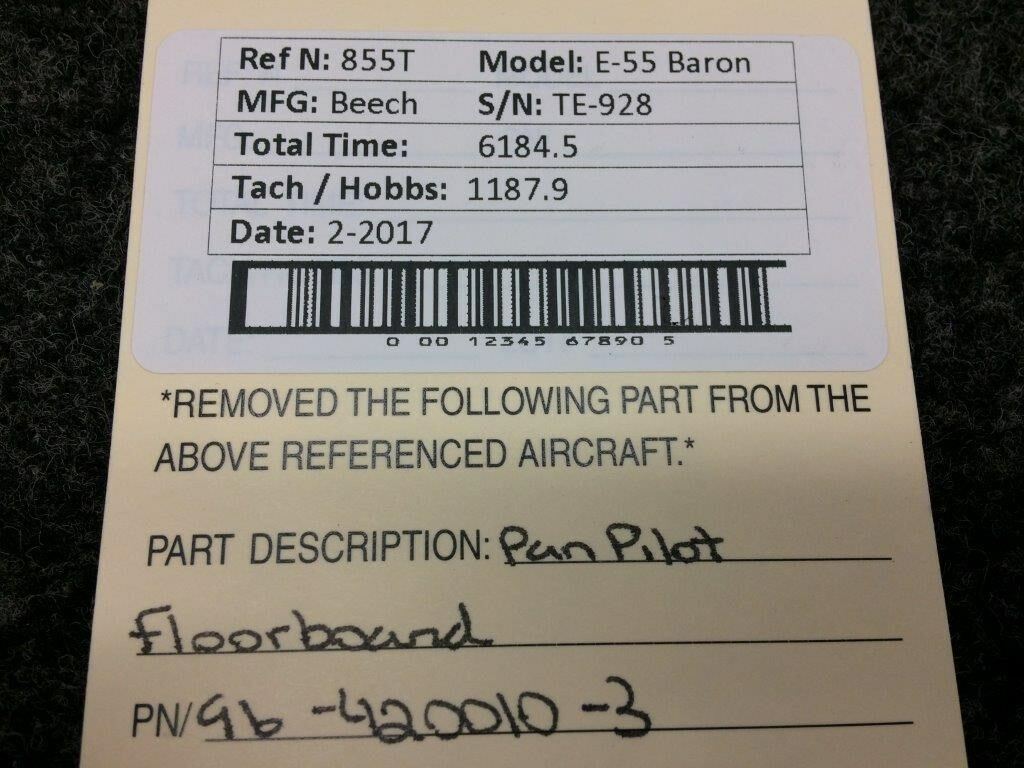 Ref N: 855T Model: E-55 Baron
MFG: Beech S/N: TE-928
Total Time: 6184.5
Tach / Hobbs: 1187.9
Date: 2-2017
0 00 12345 67890 5
*REMOVED THE FOLLOWING PART FROM THE
ABOVE REFERENCED AIRCRAFT.*
PART DESCRIPTION: Pan Pilot
floorboard
PN/ 96-420010-3